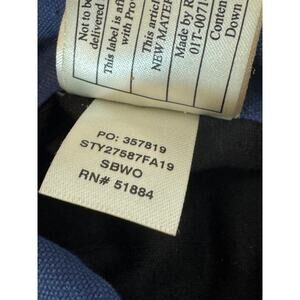 Not to be
delivered
This label is af
with Pro
This article
NEW MATER
Made by R
01T-0071
Conten
Down
PO: 357819
STY27587FA19
SBWO
RN# 51884